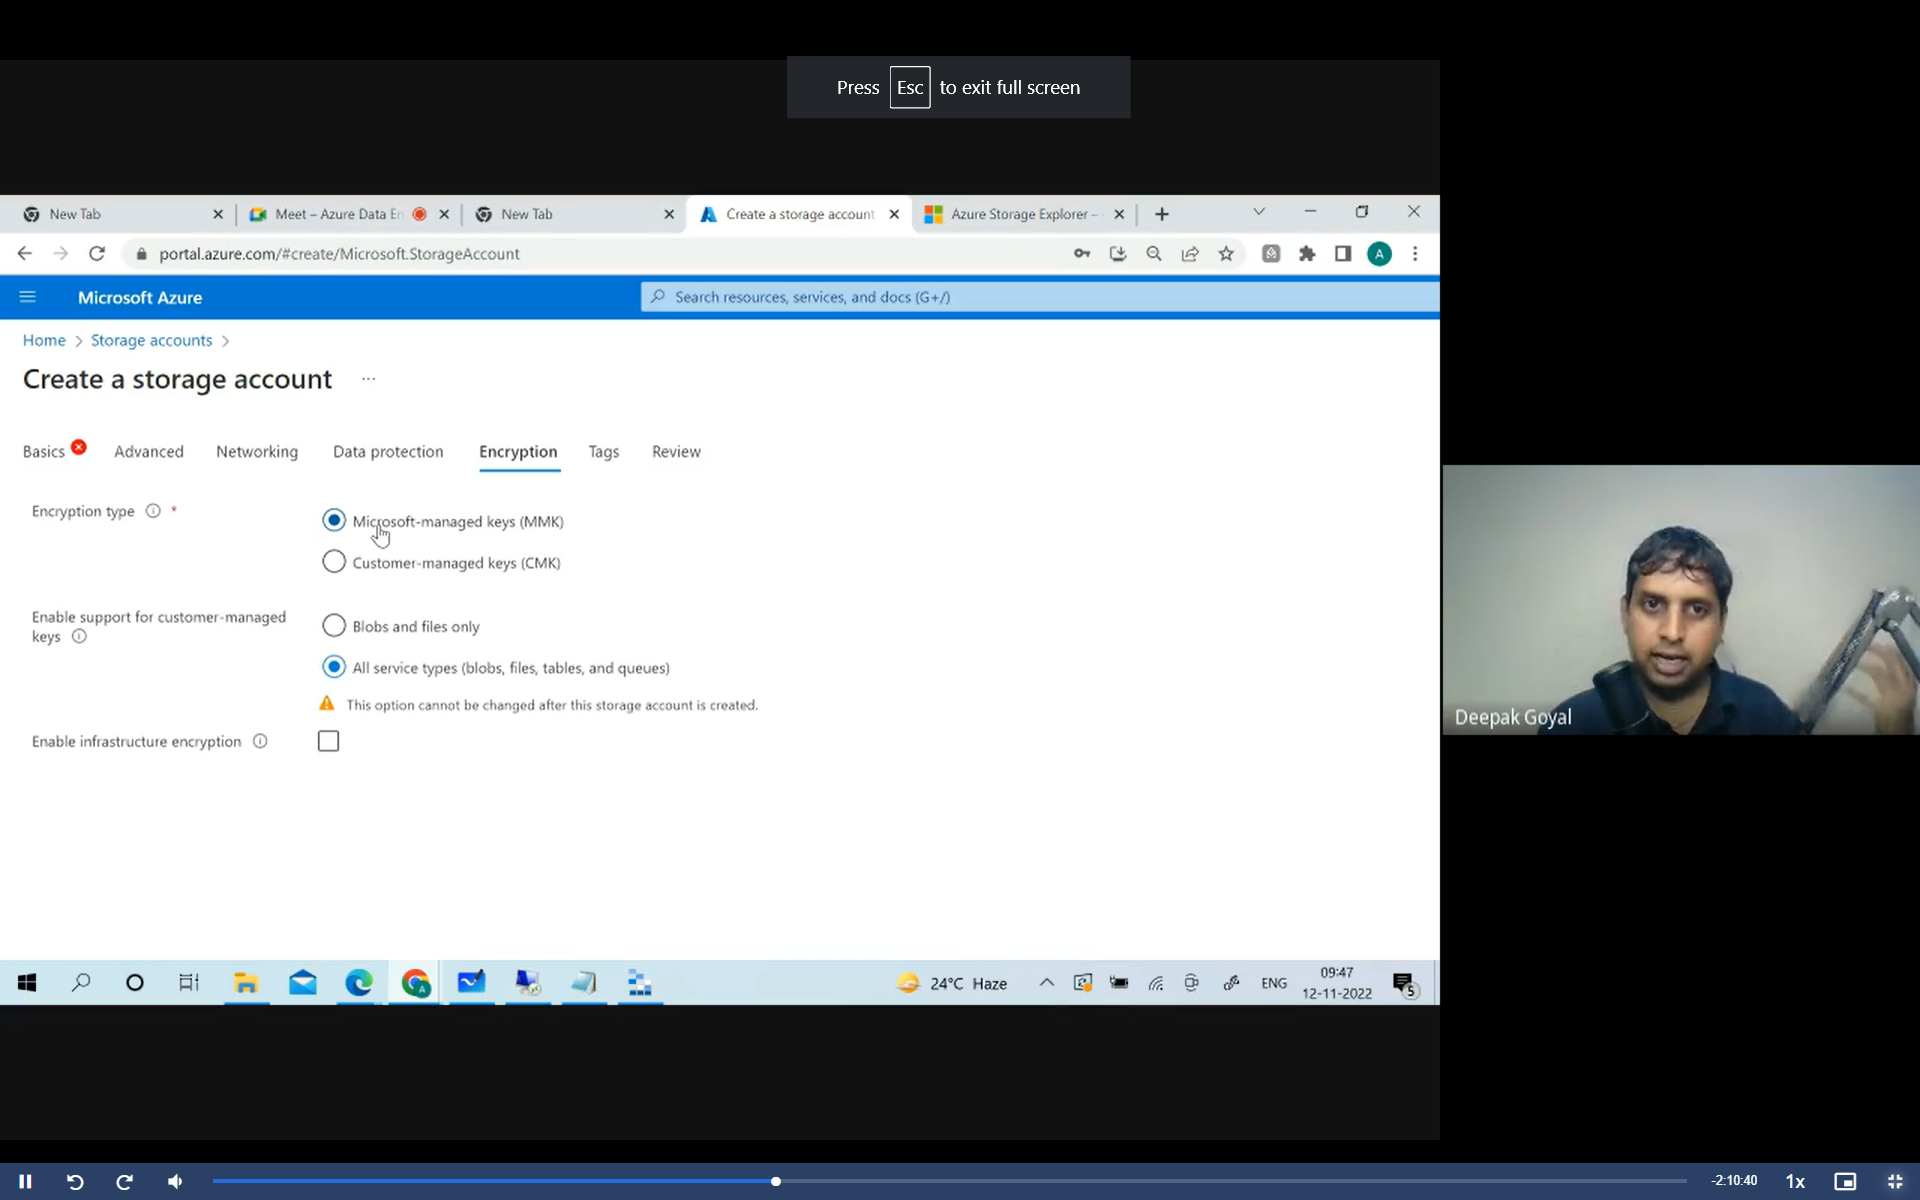 Press Esc to exit full screen
New Tab
Meet – Azure Data En
New Tab
Create a storage account
Azure Storage Explorer –
portal.azure.com/#create/Microsoft.StorageAccount
A
Microsoft Azure
Search resources, services, and docs (G+/)
Home > Storage accounts >
Create a storage account ...
Basics Advanced Networking Data protection Encryption Tags Review
Encryption type *
Microsoft-managed keys (MMK)
Customer-managed keys (CMK)
Enable support for customer-managed
keys
Blobs and files only
All service types (blobs, files, tables, and queues)
This option cannot be changed after this storage account is created.
Enable infrastructure encryption
Deepak Goyal
24°C Haze
ENG
09:47
12-11-2022
5
-2:10:40
1x